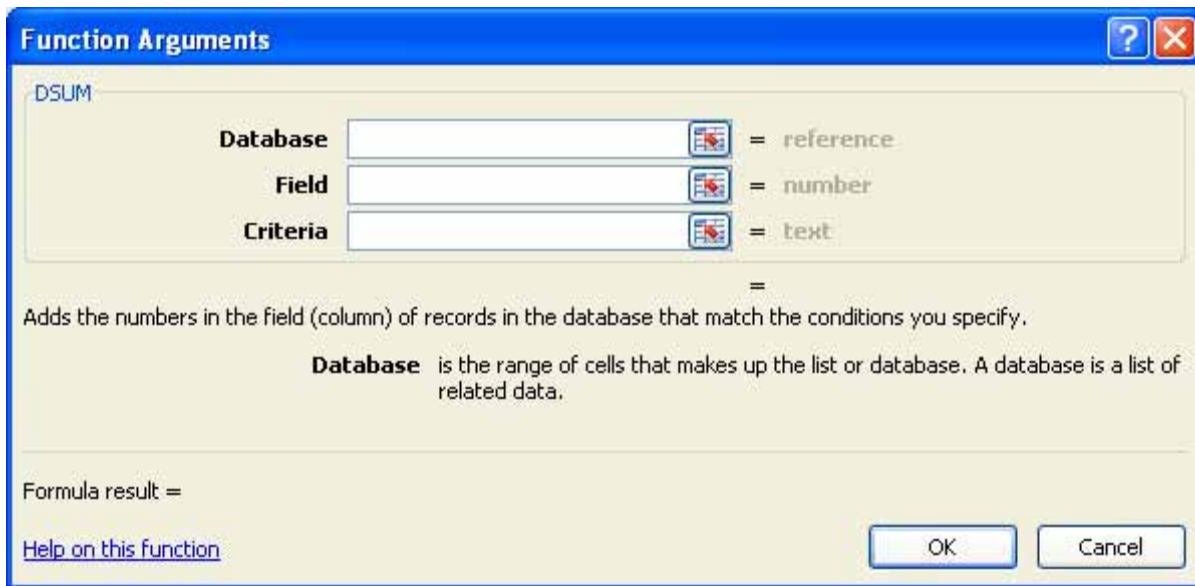 Function Arguments
DSUM
Database = reference
Field = number
Criteria = text
=
Adds the numbers in the field (column) of records in the database that match the conditions you specify.
Database is the range of cells that makes up the list or database. A database is a list of
related data.
Formula result =
Help on this function
OK Cancel